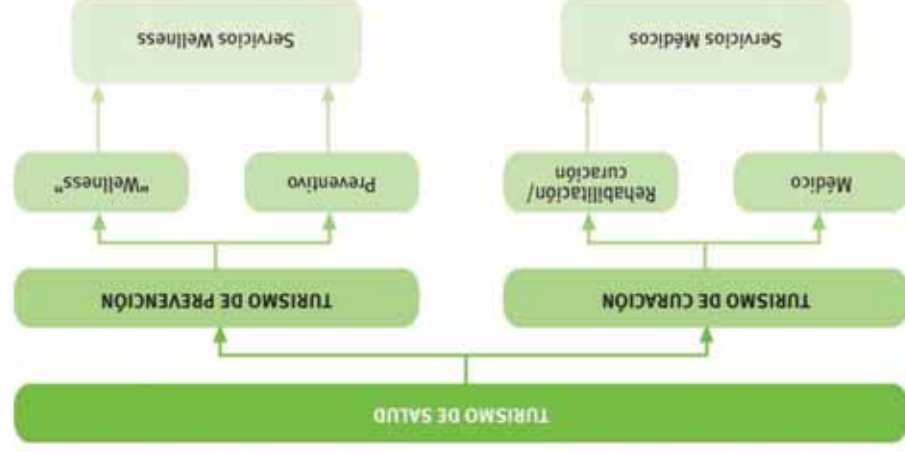 TURISMO DE SALUD
TURISMO DE CURACIÓN
TURISMO DE PREVENCIÓN
Médico
Rehabilitación/
curación
Preventivo
"Wellness"
Servicios Médicos
Servicios Wellness